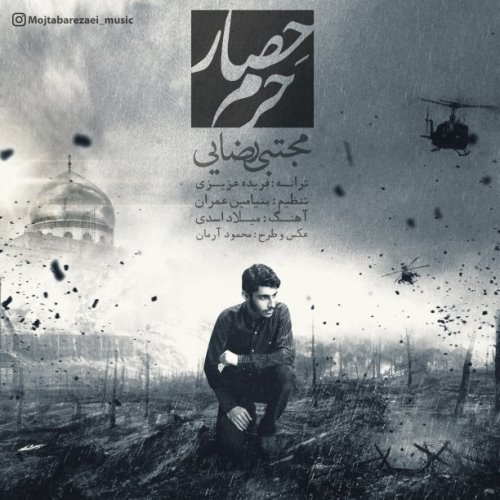 Mojtabarezaei_music
حصار
حرم
مجتبی رضایی
ترانه : فریده عزیزی
تنظیم : بنیامین عمران
آهنگ : میلاد اسدی
عکس و طرح : محمود آرمان